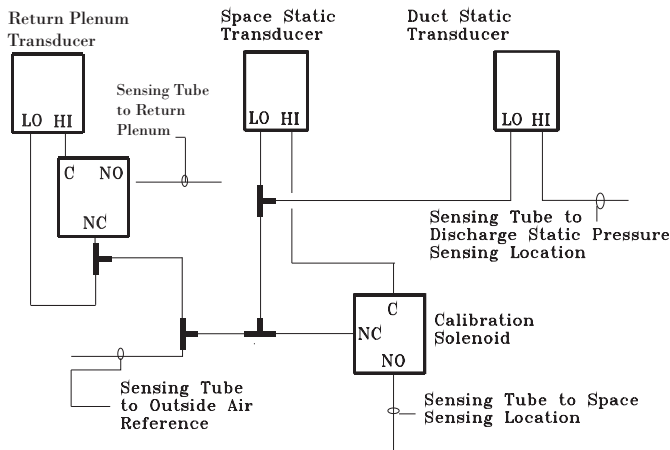 Return Plenum
Transducer
LO HI
C NO
NC
Sensing Tube
to Return
Plenum
Space Static
Transducer
LO HI
Duct Static
Transducer
LO HI
Sensing Tube to
Discharge Static Pressure
Sensing Location
C
NC
NO
Calibration
Solenoid
Sensing Tube
to Outside Air
Reference
Sensing Tube to Space
Sensing Location